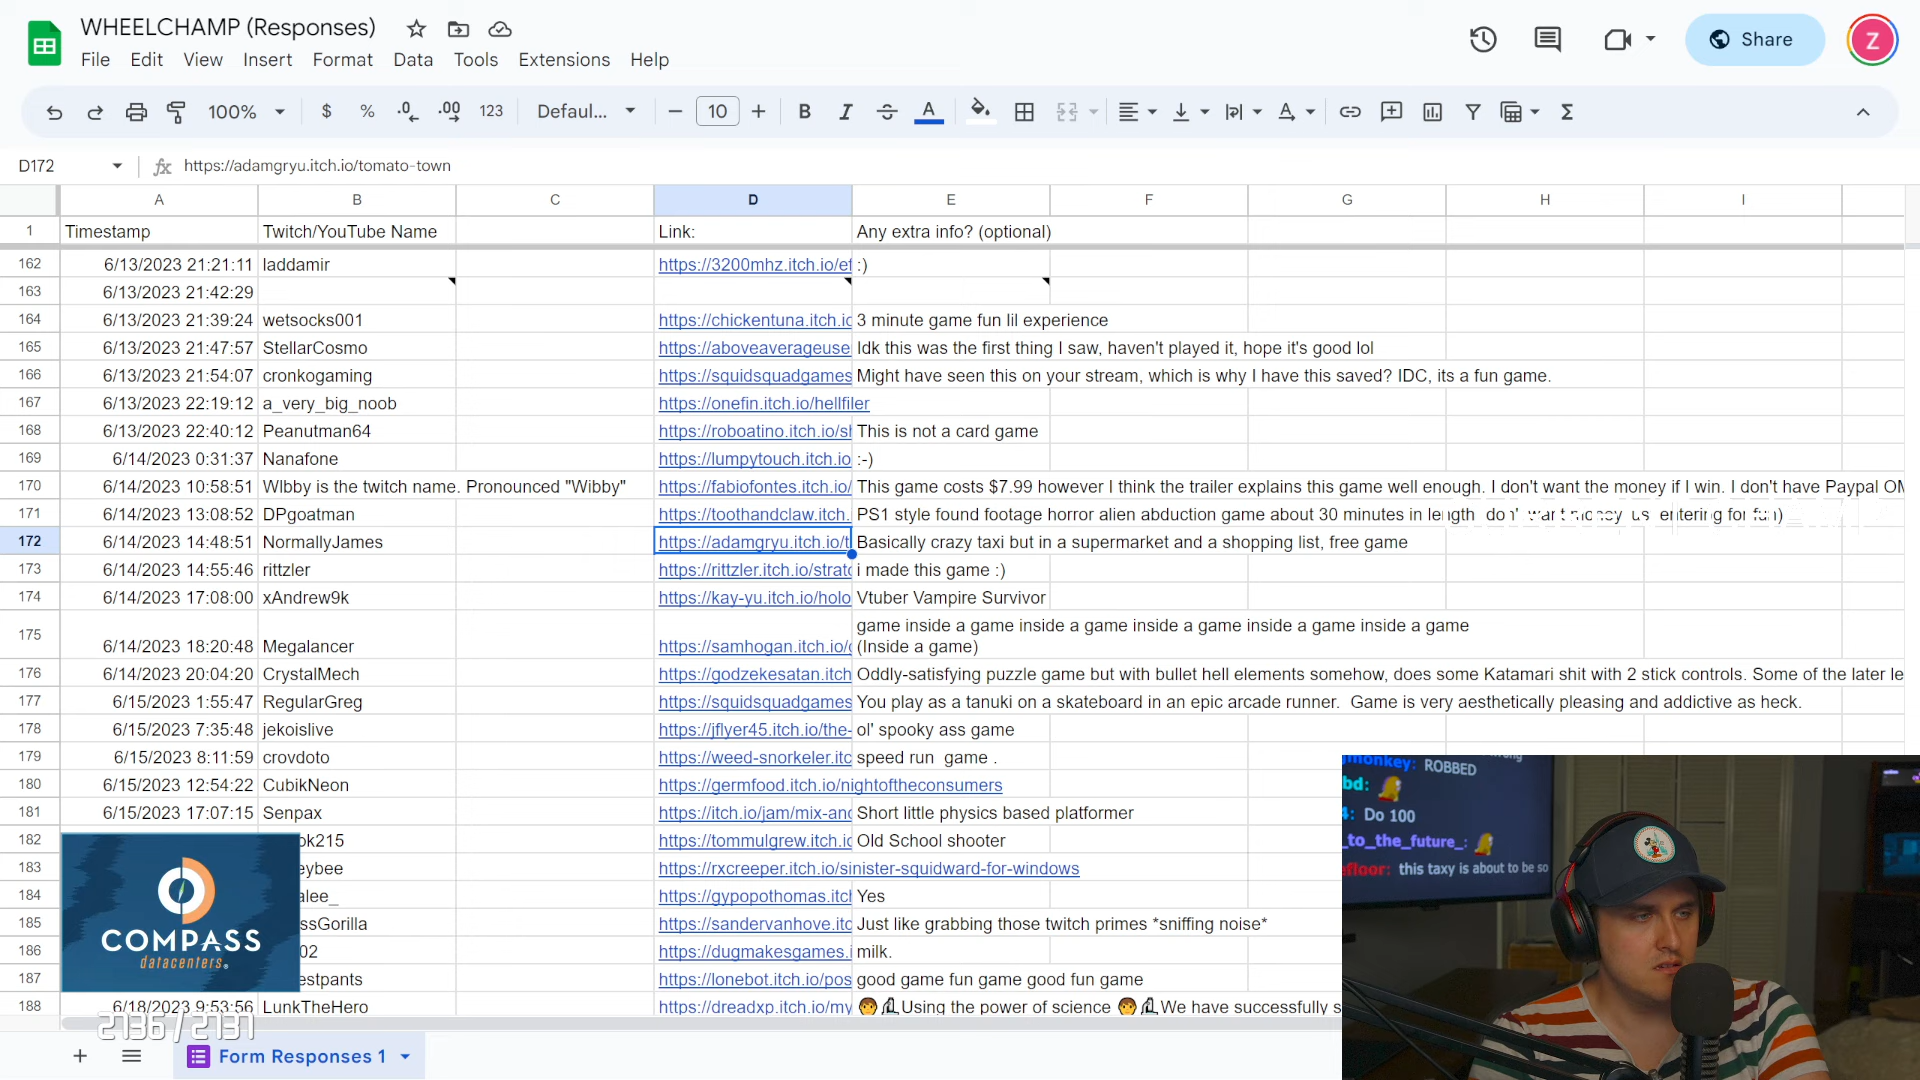 WHEELCHAMP (Responses)
Share
Z
File Edit View Insert Format Data Tools Extensions Help
100% $ % .0 .00 123 Defaul... 10 B I A
D172 fx https://adamgryu.itch.io/tomato-town
A B C D E F G H I
1 Timestamp Twitch/YouTube Name Link: Any extra info? (optional)
162 6/13/2023 21:21:11 laddamir https://3200mhz.itch.io/ef :)
163 6/13/2023 21:42:29
164 6/13/2023 21:39:24 wetsocks001 https://chickentuna.itch.io 3 minute game fun lil experience
165 6/13/2023 21:47:57 StellarCosmo https://aboveaverageuse Idk this was the first thing I saw, haven't played it, hope it's good lol
166 6/13/2023 21:54:07 cronkogaming https://squidsquadgames Might have seen this on your stream, which is why I have this saved? IDC, its a fun game.
167 6/13/2023 22:19:12 a_very_big_noob https://onefin.itch.io/hellfiler
168 6/13/2023 22:40:12 Peanutman64 https://roboatino.itch.io/sl This is not a card game
169 6/14/2023 0:31:37 Nanafone https://lumpytouch.itch.io :-)
170 6/14/2023 10:58:51 WIbby is the twitch name. Pronounced "Wibby" https://fabiofontes.itch.io/ This game costs $7.99 however I think the trailer explains this game well enough. I don't want the money if I win. I don't have Paypal OM
171 6/14/2023 13:08:52 DPgoatman https://toothandclaw.itch. PS1 style found footage horror alien abduction game about 30 minutes in length don't want money entering for
172 6/14/2023 14:48:51 NormallyJames https://adamgryu.itch.io/t Basically crazy taxi but in a supermarket and a shopping list, free game
173 6/14/2023 14:55:46 rittzler https://rittzler.itch.io/strato i made this game :)
174 6/14/2023 17:08:00 xAndrew9k https://kay-yu.itch.io/holo Vtuber Vampire Survivor
game inside a game inside a game inside a game inside a game inside a game
175 6/14/2023 18:20:48 Megalancer https://samhogan.itch.io/ (Inside a game)
176 6/14/2023 20:04:20 CrystalMech https://godzekesatan.itch Oddly-satisfying puzzle game but with bullet hell elements somehow, does some Katamari shit with 2 stick controls. Some of the later le
177 6/15/2023 1:55:47 RegularGreg https://squidsquadgames You play as a tanuki on a skateboard in an epic arcade runner.  Game is very aesthetically pleasing and addictive as heck.
178 6/15/2023 7:35:48 jekoislive https://jflyer45.itch.io/the- ol' spooky ass game
179 6/15/2023 8:11:59 crovdoto https://weed-snorkeler.itc speed run  game .
180 6/15/2023 12:54:22 CubikNeon https://germfood.itch.io/nightoftheconsumers
181 6/15/2023 17:07:15 Senpax https://itch.io/jam/mix-and Short little physics based platformer
182 ok215 https://tommulgrew.itch.io Old School shooter
183 eybee https://rxcreeper.itch.io/sinister-squidward-for-windows
184 alee_ https://gypopothomas.itch Yes
185 ssGorilla https://sandervanhove.itc Just like grabbing those twitch primes *sniffing noise*
186 02 https://dugmakesgames.i milk.
187 estpants https://lonebot.itch.io/pos good game fun game good fun game
188 6/18/2023 9:53:56 LunkTheHero https://dreadxp.itch.io/my Using the power of science We have successfully s
COMPASS
datacenters.
2136 / 2137
Form Responses 1
monkey: ROBBED
bd:
4: Do 100
_to_the_future_:
efloor: this taxy is about to be so